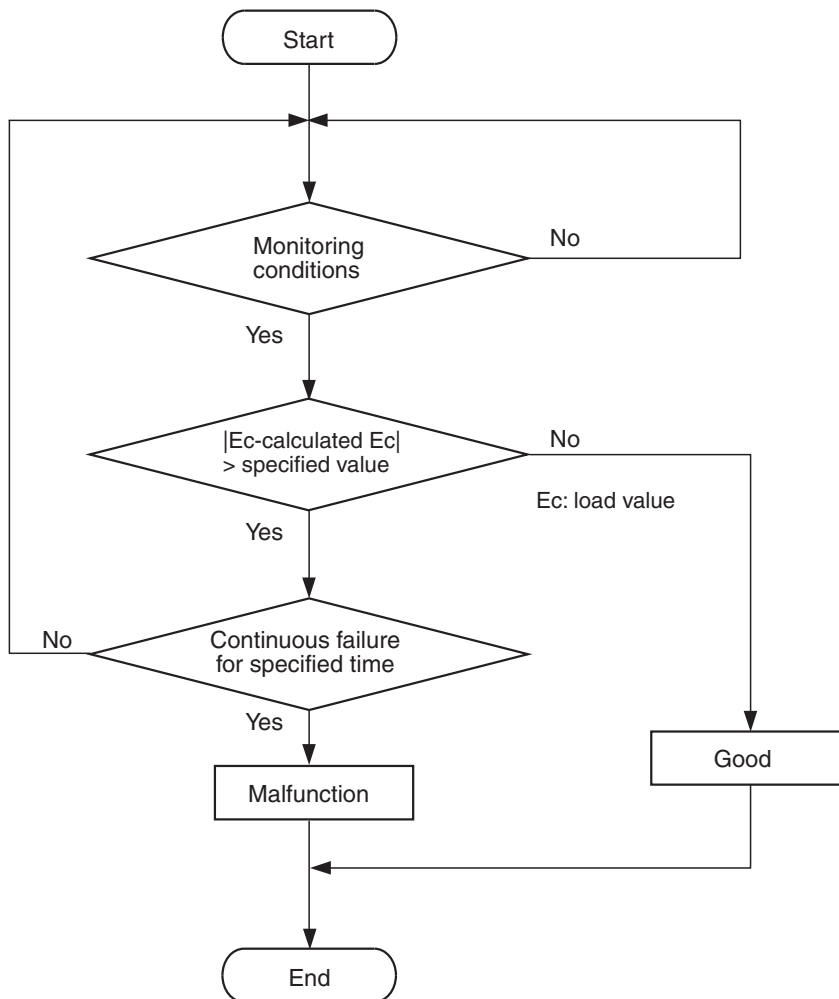 Start
Monitoring
conditions
No
Yes
|Ec-calculated Ec|
> specified value
No
Ec: load value
Yes
Continuous failure
for specified time
No
Yes
Malfunction
Good
End